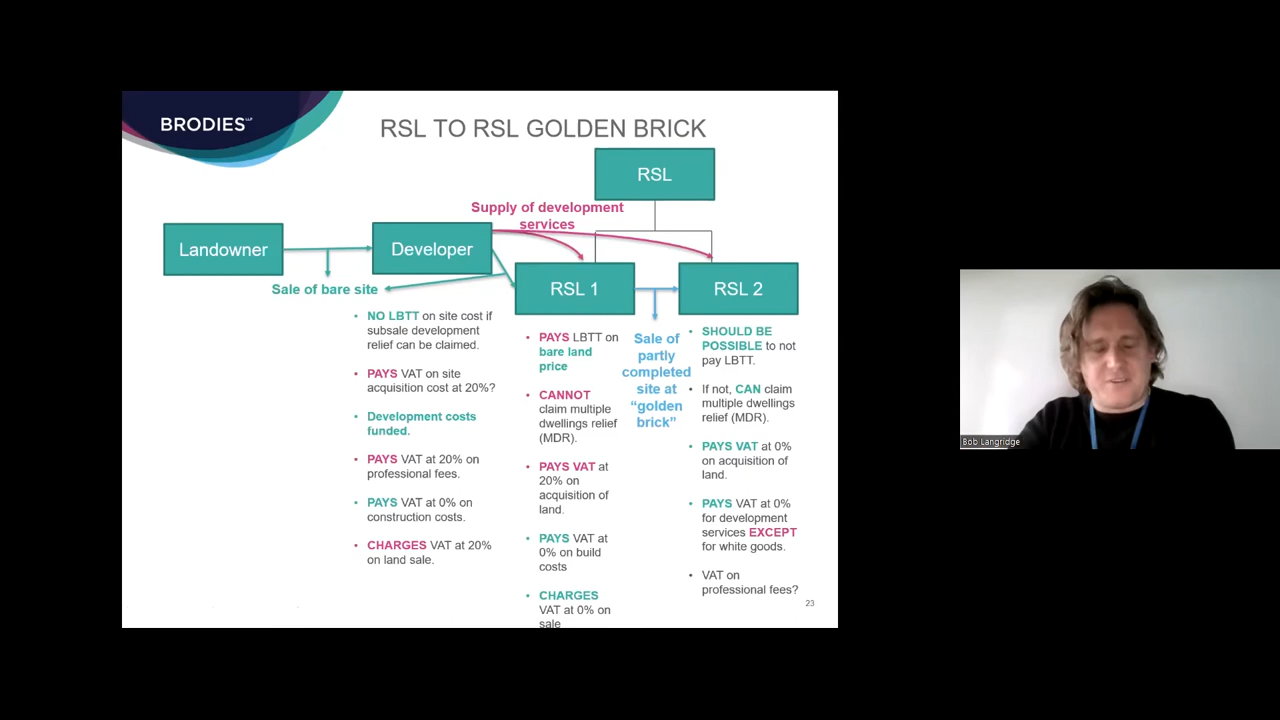 BRODIES LLP
RSL TO RSL GOLDEN BRICK
RSL
Supply of development
services
Landowner
Developer
RSL 1
RSL 2
Sale of bare site
• NO LBTT on site cost if
subsale development
relief can be claimed.
• PAYS VAT on site
acquisition cost at 20%?
• Development costs
funded.
• PAYS VAT at 20% on
professional fees.
• PAYS VAT at 0% on
construction costs.
• CHARGES VAT at 20%
on land sale.
• PAYS LBTT on
bare land
price
• CANNOT
claim multiple
dwellings relief
(MDR).
• PAYS VAT at
20% on
acquisition of
land.
• PAYS VAT at
0% on build
costs
• CHARGES
VAT at 0% on
sale
Sale of
partly
completed
site at
“golden
brick”
• SHOULD BE
POSSIBLE to not
pay LBTT.
• If not, CAN claim
multiple dwellings
relief (MDR).
• PAYS VAT at 0%
on acquisition of
land.
• PAYS VAT at 0%
for development
services EXCEPT
for white goods.
• VAT on
professional fees?
23
Bob Langridge